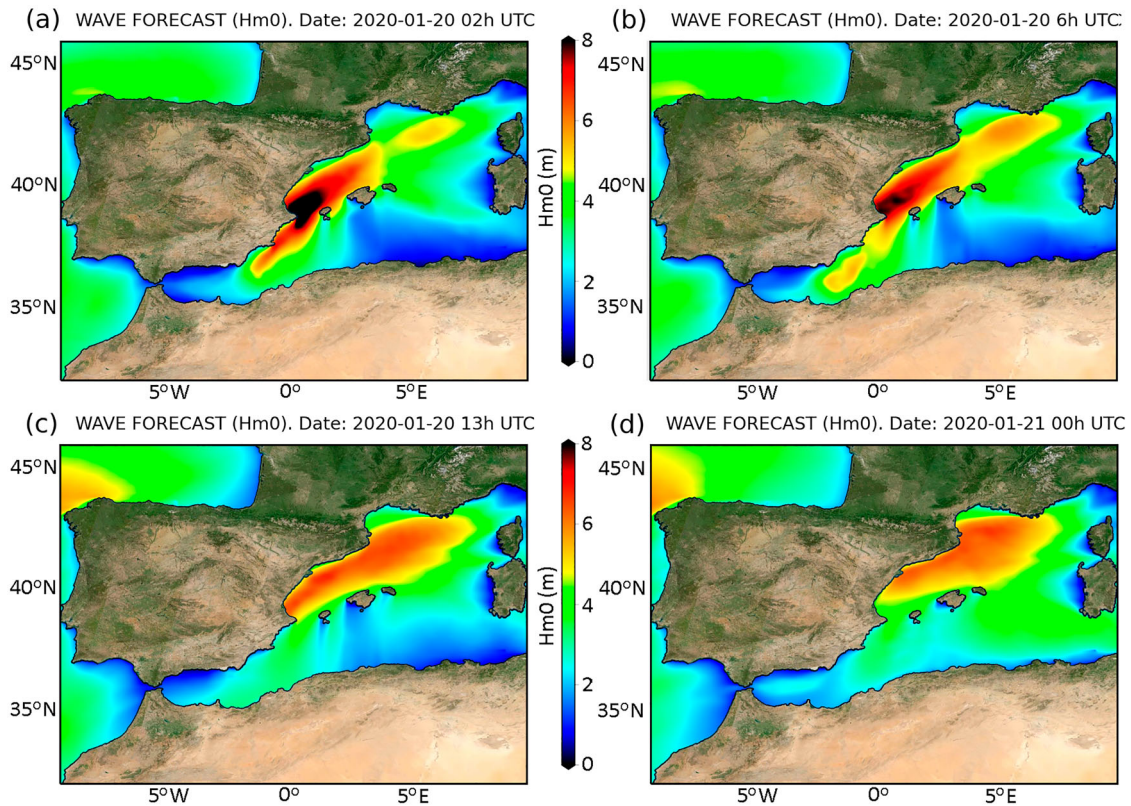 (a) WAVE FORECAST (Hm0). Date: 2020-01-20 02h UTC
45°N
40°N
35°N
5°W 0° 5°E
8
6
4
2
0
Hm0 (m)
(b) WAVE FORECAST (Hm0). Date: 2020-01-20 6h UTC
45°N
40°N
35°N
5°W 0° 5°E
(c) WAVE FORECAST (Hm0). Date: 2020-01-20 13h UTC
45°N
40°N
35°N
5°W 0° 5°E
8
6
4
2
0
Hm0 (m)
(d) WAVE FORECAST (Hm0). Date: 2020-01-21 00h UTC
45°N
40°N
35°N
5°W 0° 5°E